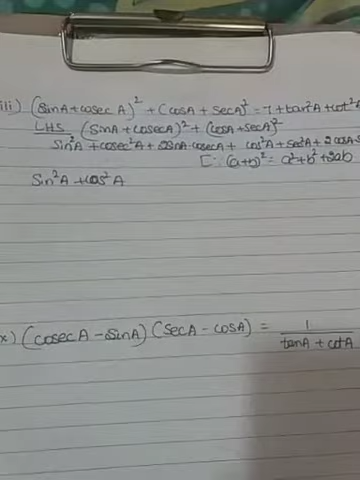 iii) (sinA + cosec A)² + (cosA + secA)² = 7 + tan²A + cot²A
LHS (sinA + cosecA)² + (cosA + secA)²
sin²A + cosec²A + 2sinA cosecA + cos²A + sec²A + 2 cosA
[∵ (a+b)² = a² + b² + 2ab
Sin²A + cos²A
x) (cosecA - sinA) (secA - cosA) = 1 / tanA + cotA